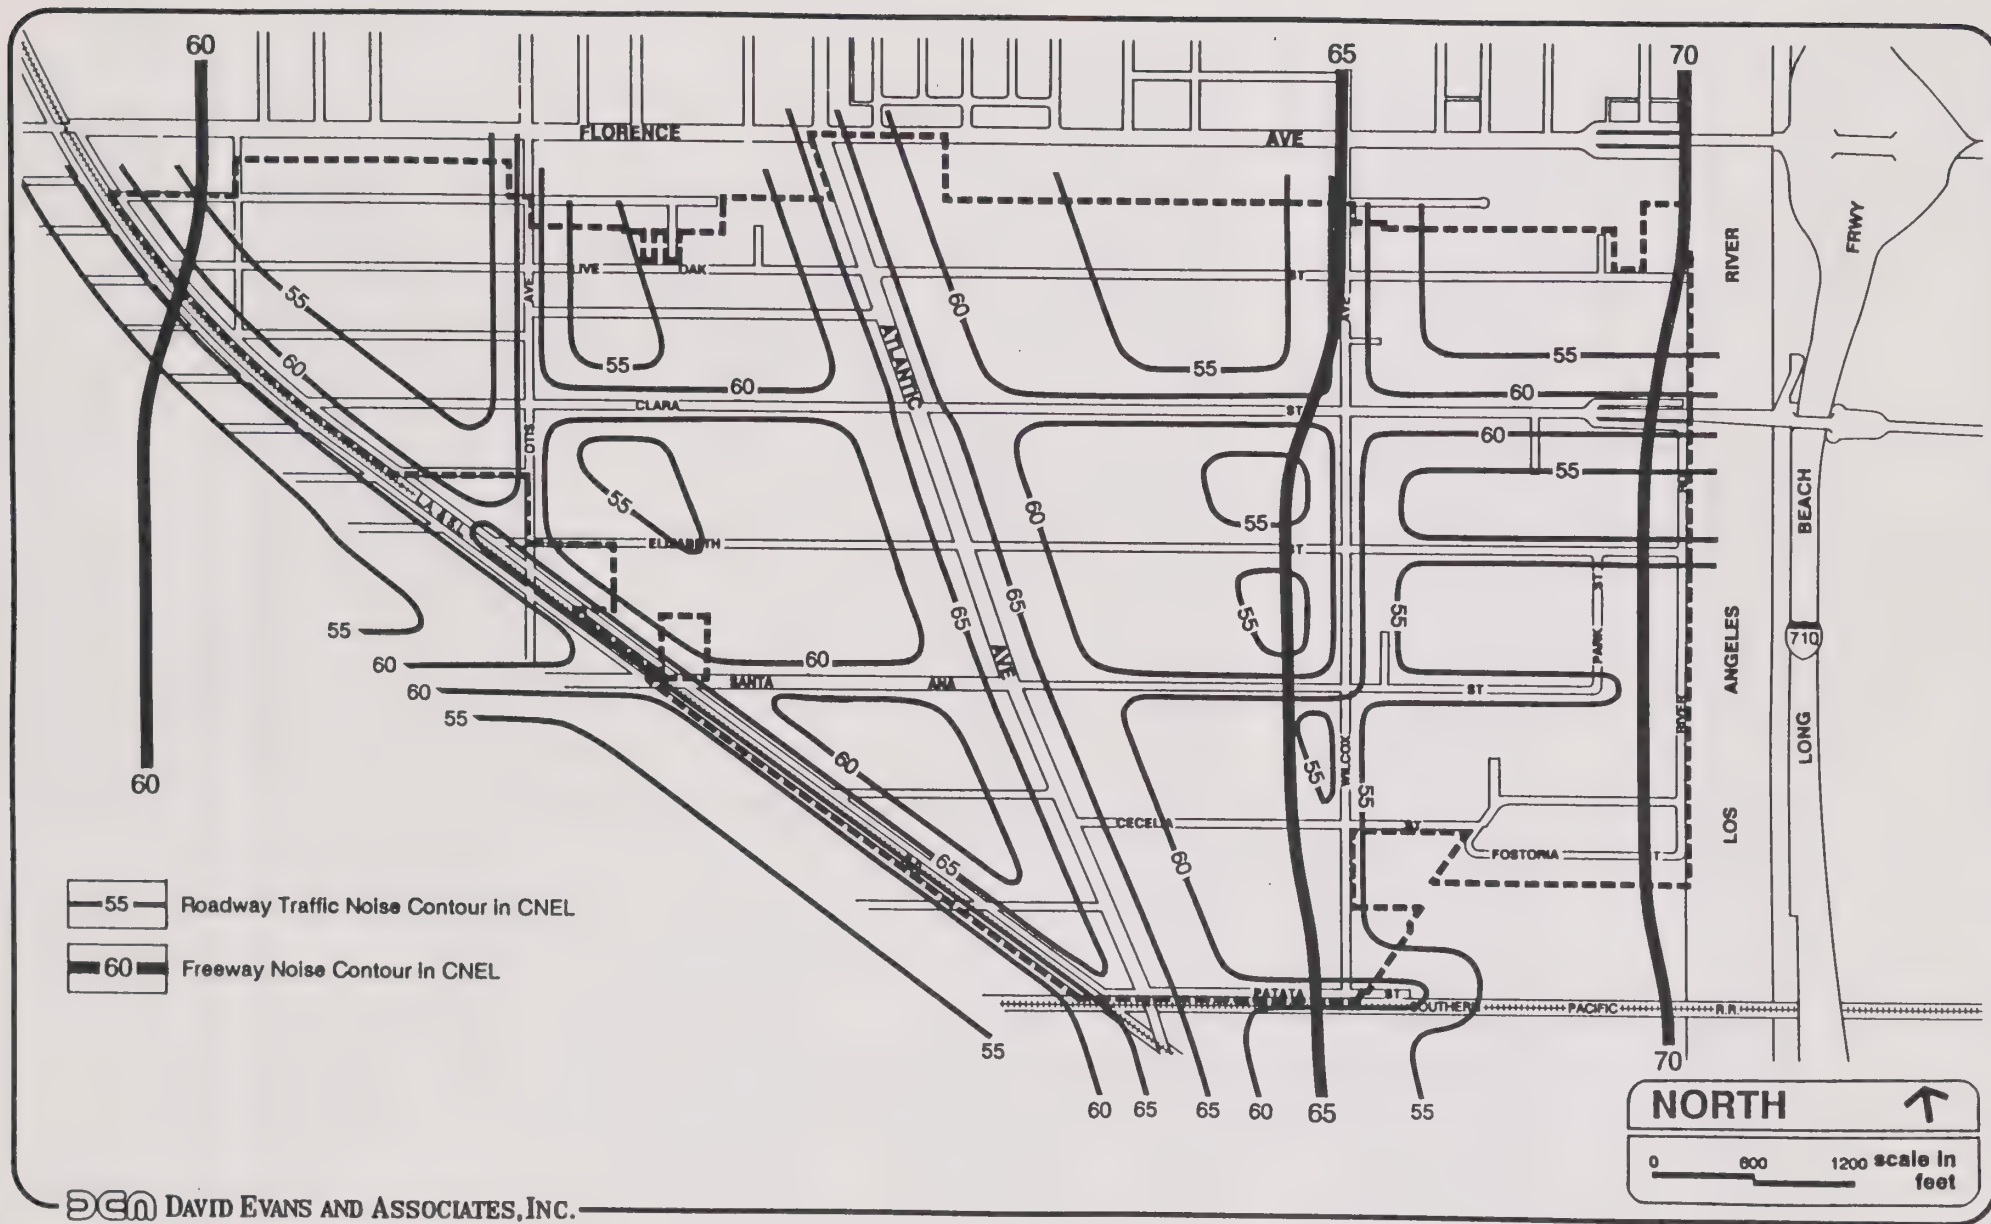 60
65
70
FLORENCE
AVE
RIVER
FRWY
AVE
LIVE
OAK
ST
AVE
55
60
ATLANTIC
60
55
55
55
60
60
CLARA
ST
OTIS
60
55
60
55
55
BEACH
ELIZABETH
ST
ST
55
65
65
55
55
710
PARK
ANGELES
55
60
60
AVE
60
SANTA
ANA
ST
55
RIVER
LONG
60
60
55
WILCOX
55
LOS
CECELIA
ST
FOSTORIA
65
60
55 Roadway Traffic Noise Contour in CNEL
60 Freeway Noise Contour in CNEL
PATATA
ST
SOUTHERN
PACIFIC
R.R.
55
70
60
65
65
60
65
55
NORTH
0 600 1200 scale in
feet
DEA DAVID EVANS AND ASSOCIATES, INC.